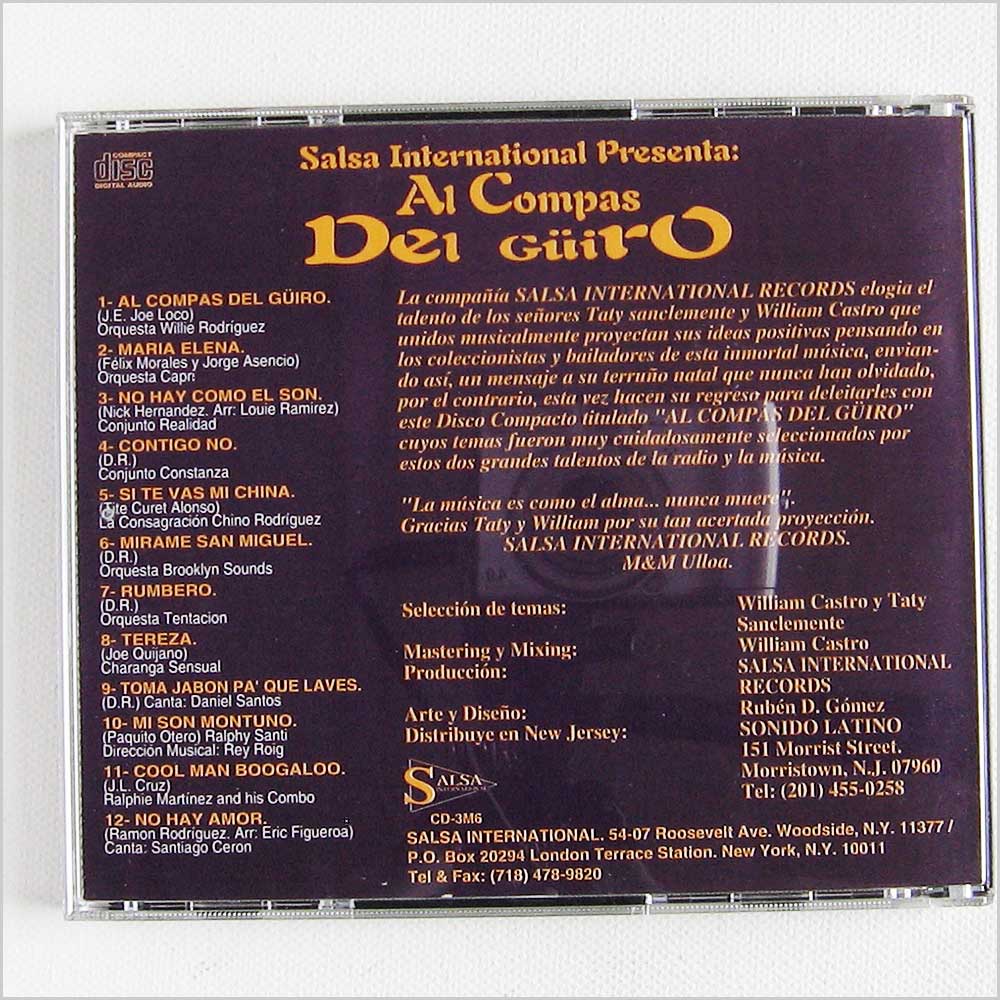 COMPACT
disc
DIGITAL AUDIO
Salsa International Presenta:
Al Compas
Del Güiro
1- AL COMPAS DEL GÜIRO.
(J.E. Joe Loco)
Orquesta Willie Rodríguez
2- MARIA ELENA.
(Félix Morales y Jorge Asencio)
Orquesta Capri
3- NO HAY COMO EL SON.
(Nick Hernandez. Arr: Louie Ramirez)
Conjunto Realidad
4- CONTIGO NO.
(D.R.)
Conjunto Constanza
5- SI TE VAS MI CHINA.
(Tite Curet Alonso)
La Consagración Chino Rodríguez
6- MIRAME SAN MIGUEL.
(D.R.)
Orquesta Brooklyn Sounds
7- RUMBERO.
(D.R.)
Orquesta Tentacion
8- TEREZA.
(Joe Quijano)
Charanga Sensual
9- TOMA JABON PA' QUE LAVES.
(D.R.) Canta: Daniel Santos
10- MI SON MONTUNO.
(Paquito Otero) Ralphy Santi
Dirección Musical: Rey Roig
11- COOL MAN BOOGALOO.
(J.L. Cruz)
Ralphie Martínez and his Combo
12- NO HAY AMOR.
(Ramon Rodríguez. Arr: Eric Figueroa)
Canta: Santiago Ceron
La compañía SALSA INTERNATIONAL RECORDS elogia el
talento de los señores Taty sanclemente y William Castro que
unidos musicalmente proyectan sus ideas positivas pensando en
los coleccionistas y bailadores de esta inmortal música, envian-
do así, un mensaje a su terruño natal que nunca han olvidado,
por el contrario, esta vez hacen su regréso para deleitarles con
este Disco Compacto titulado "AL COMPAS DEL GÜIRO"
cuyos temas fueron muy cuidadosamente seleccionados por
estos dos grandes talentos de la radio y la música.
"La música es como el alma... nunca muere".
Gracias Taty y William por su tan acertada proyección.
SALSA INTERNATIONAL RECORDS.
M&M Ulloa.
Selección de temas: William Castro y Taty
Sanclemente
Mastering y Mixing: William Castro
Producción: SALSA INTERNATIONAL
RECORDS
Arte y Diseño: Rubén D. Gómez
Distribuye en New Jersey: SONIDO LATINO
151 Morrist Street.
Morristown, N.J. 07960
Tel: (201) 455-0258
SALSA
INTERNATIONAL
CD-3M6
SALSA INTERNATIONAL. 54-07 Roosevelt Ave. Woodside, N.Y. 11377 /
P.O. Box 20294 London Terrace Station. New York, N.Y. 10011
Tel & Fax: (718) 478-9820